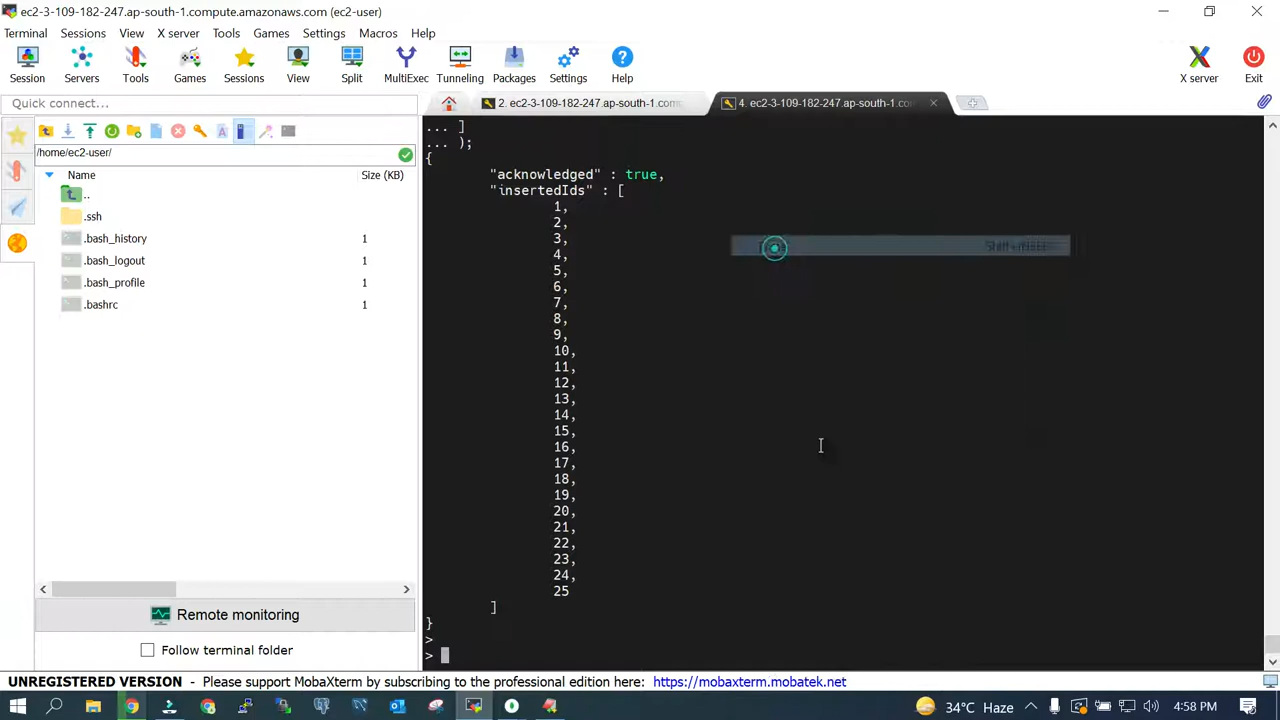 ec2-3-109-182-247.ap-south-1.compute.amazonaws.com (ec2-user)
Terminal Sessions View X server Tools Games Settings Macros Help
Session Servers Tools Games Sessions View Split MultiExec Tunneling Packages Settings Help X server Exit
Quick connect...
2. ec2-3-109-182-247.ap-south-1.com
4. ec2-3-109-182-247.ap-south-1.co
/home/ec2-user/
Name Size (KB)
..
.ssh
.bash_history 1
.bash_logout 1
.bash_profile 1
.bashrc 1
Remote monitoring
Follow terminal folder
... ]
... );
{
"acknowledged" : true,
"insertedIds" : [
1,
2,
3,
4,
5,
6,
7,
8,
9,
10,
11,
12,
13,
14,
15,
16,
17,
18,
19,
20,
21,
22,
23,
24,
25
]
}
>
>
UNREGISTERED VERSION - Please support MobaXterm by subscribing to the professional edition here: https://mobaxterm.mobatek.net
34°C Haze 4:58 PM